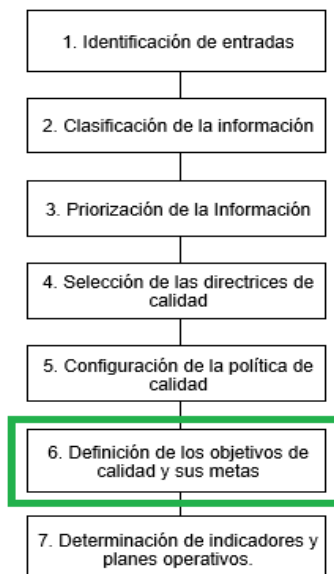 1. Identificación de entradas
2. Clasificación de la información
3. Priorización de la Información
4. Selección de las directrices de
calidad
5. Configuración de la política de
calidad
6. Definición de los objetivos de
calidad y sus metas
7. Determinación de indicadores y
planes operativos.